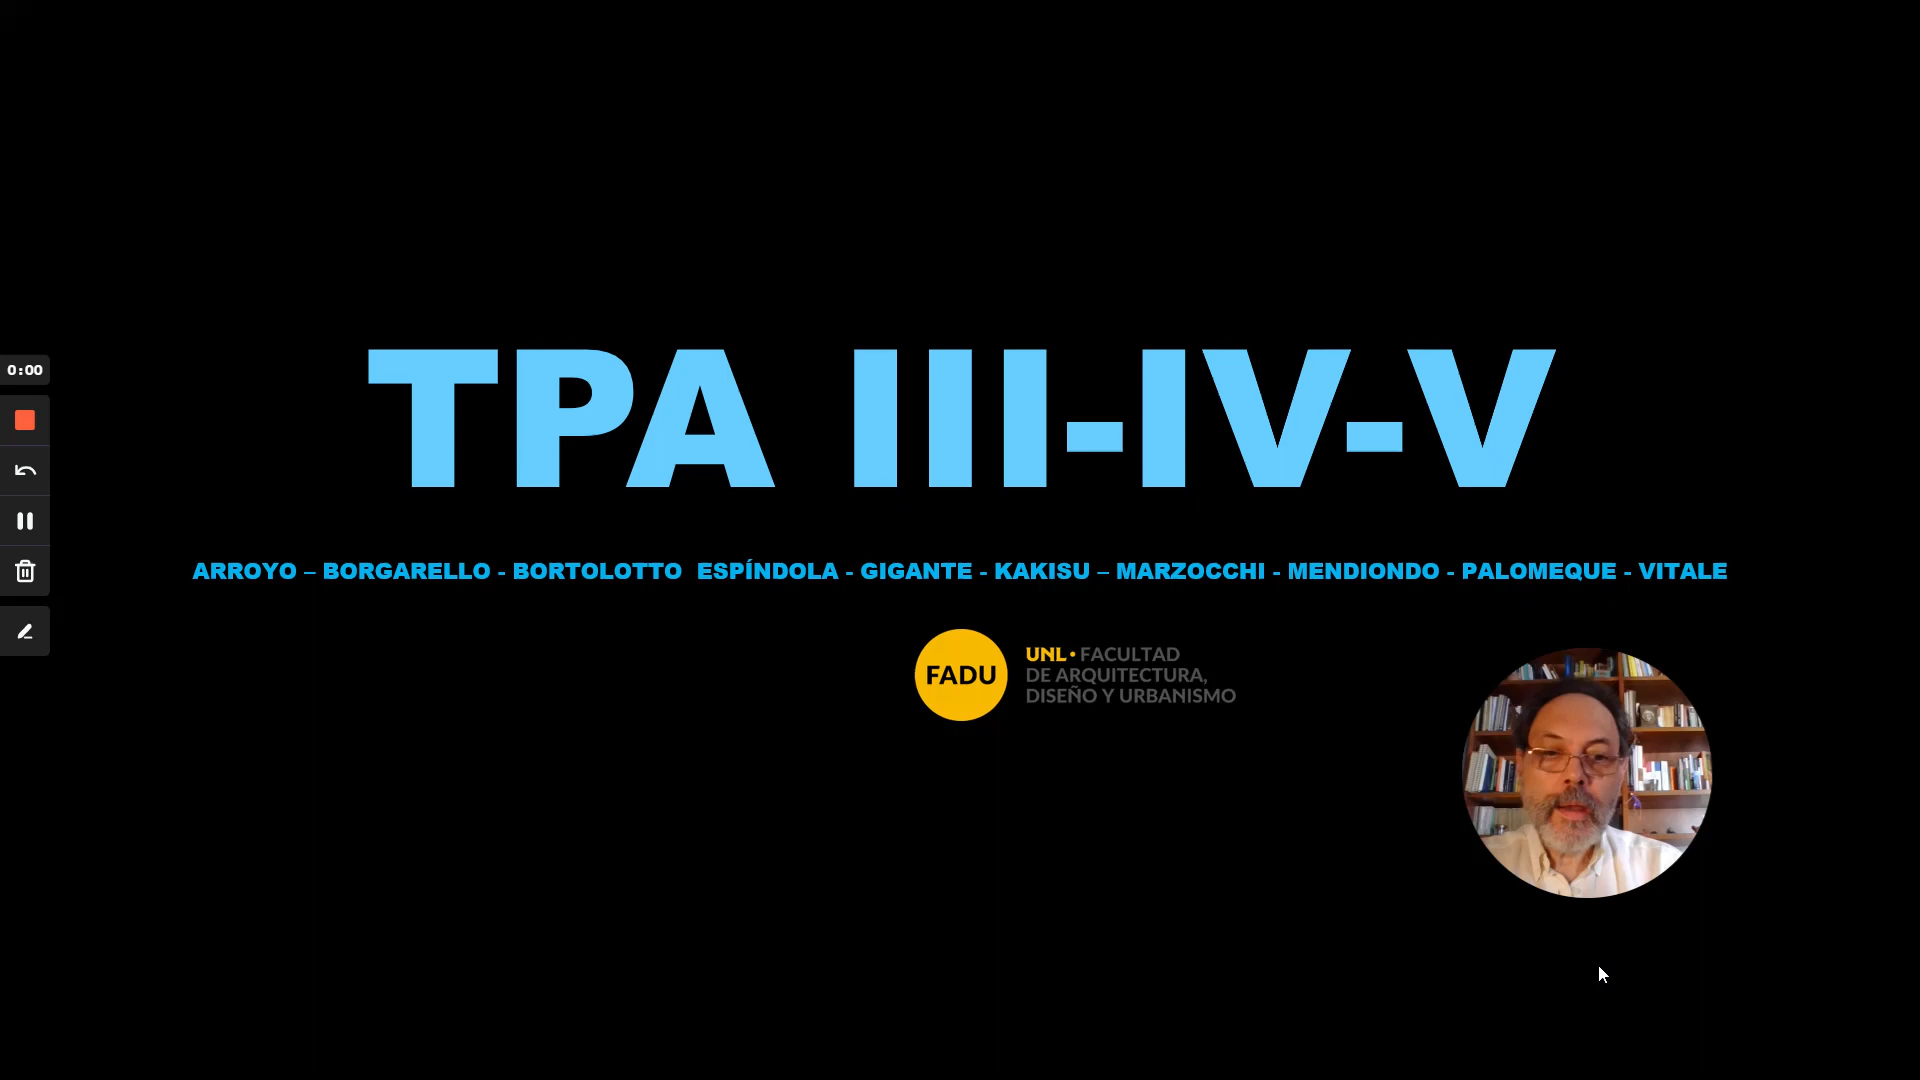 TPA III-IV-V
0:00
ARROYO – BORGARELLO - BORTOLOTTO  ESPÍNDOLA - GIGANTE - KAKISU – MARZOCCHI - MENDIONDO - PALOMEQUE - VITALE
FADU
UNL • FACULTAD
DE ARQUITECTURA,
DISEÑO Y URBANISMO